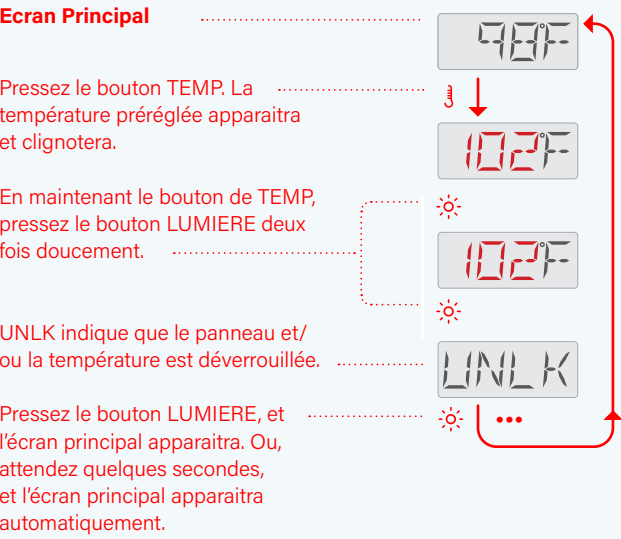 Ecran Principal
98°F
Pressez le bouton TEMP. La
température préréglée apparaitra
et clignotera.
102°F
En maintenant le bouton de TEMP,
pressez le bouton LUMIERE deux
fois doucement.
102°F
UNLK indique que le panneau et/
ou la température est déverrouillée.
UNLK
Pressez le bouton LUMIERE, et
l'écran principal apparaitra. Ou,
attendez quelques secondes,
et l'écran principal apparaitra
automatiquement.